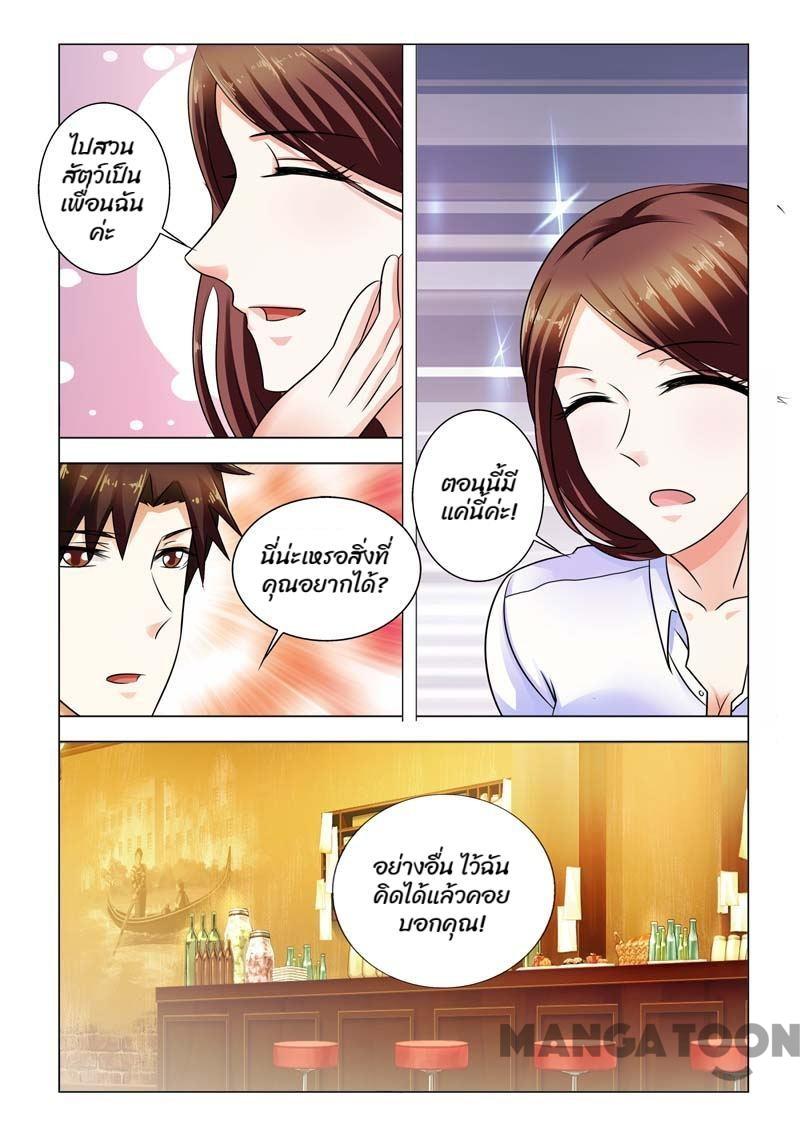 ไปสวน
สัตว์เป็น
เพื่อนฉัน
ค่ะ
นี่น่ะเหรอสิ่งที่
คุณอยากได้?
ตอนนี้มี
แค่นี้ค่ะ!
อย่างอื่น ไว้ฉัน
คิดได้แล้วคอย
บอกคุณ!
MANGATOON